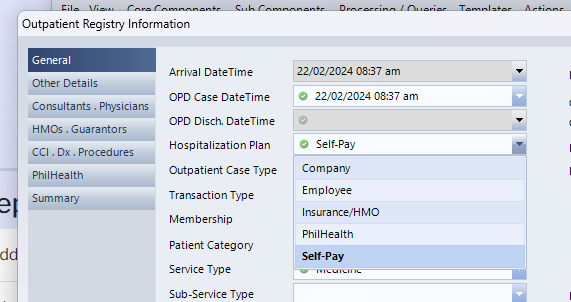 File View Core Components Sub Components Processing / Queries Templates Actions
Outpatient Registry Information
General
Other Details
Consultants . Physicians
HMOs . Guarantors
CCI . Dx . Procedures
PhilHealth
Summary
Arrival DateTime 22/02/2024 08:37 am
OPD Case DateTime 22/02/2024 08:37 am
OPD Disch. DateTime
Hospitalization Plan Self-Pay
Outpatient Case Type Company
Transaction Type Employee
Membership Insurance/HMO
Patient Category PhilHealth
Self-Pay
Service Type Medicine
Sub-Service Type